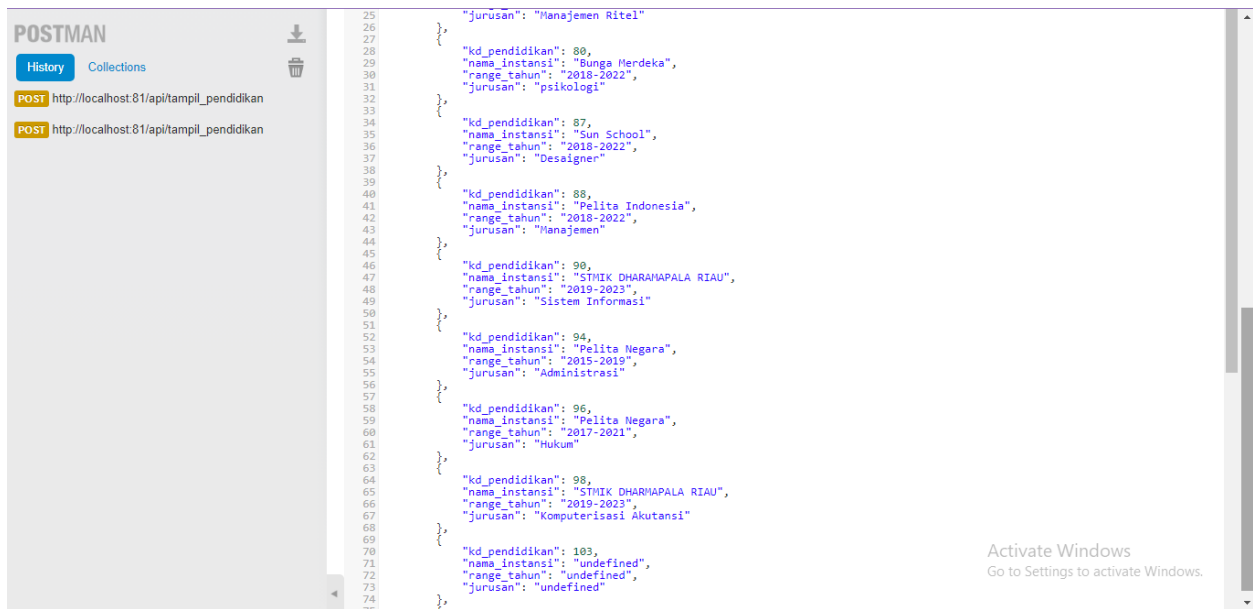 POSTMAN
History Collections
POST http://localhost:81/api/tampil_pendidikan
POST http://localhost:81/api/tampil_pendidikan
25 "jurusan": "Manajemen Ritel"
26 },
27 {
28 "kd_pendidikan": 80,
29 "nama_instansi": "Bunga Merdeka",
30 "range_tahun": "2018-2022",
31 "jurusan": "psikologi"
32 },
33 {
34 "kd_pendidikan": 87,
35 "nama_instansi": "Sun School",
36 "range_tahun": "2018-2022",
37 "jurusan": "Desaigner"
38 },
39 {
40 "kd_pendidikan": 88,
41 "nama_instansi": "Pelita Indonesia",
42 "range_tahun": "2018-2022",
43 "jurusan": "Manajemen"
44 },
45 {
46 "kd_pendidikan": 90,
47 "nama_instansi": "STMIK DHARAMAPALA RIAU",
48 "range_tahun": "2019-2023",
49 "jurusan": "Sistem Informasi"
50 },
51 {
52 "kd_pendidikan": 94,
53 "nama_instansi": "Pelita Negara",
54 "range_tahun": "2015-2019",
55 "jurusan": "Administrasi"
56 },
57 {
58 "kd_pendidikan": 96,
59 "nama_instansi": "Pelita Negara",
60 "range_tahun": "2017-2021",
61 "jurusan": "Hukum"
62 },
63 {
64 "kd_pendidikan": 98,
65 "nama_instansi": "STMIK DHARMAPALA RIAU",
66 "range_tahun": "2019-2023",
67 "jurusan": "Komputerisasi Akutansi"
68 },
69 {
70 "kd_pendidikan": 103,
71 "nama_instansi": "undefined",
72 "range_tahun": "undefined",
73 "jurusan": "undefined"
74 },
Activate Windows
Go to Settings to activate Windows.